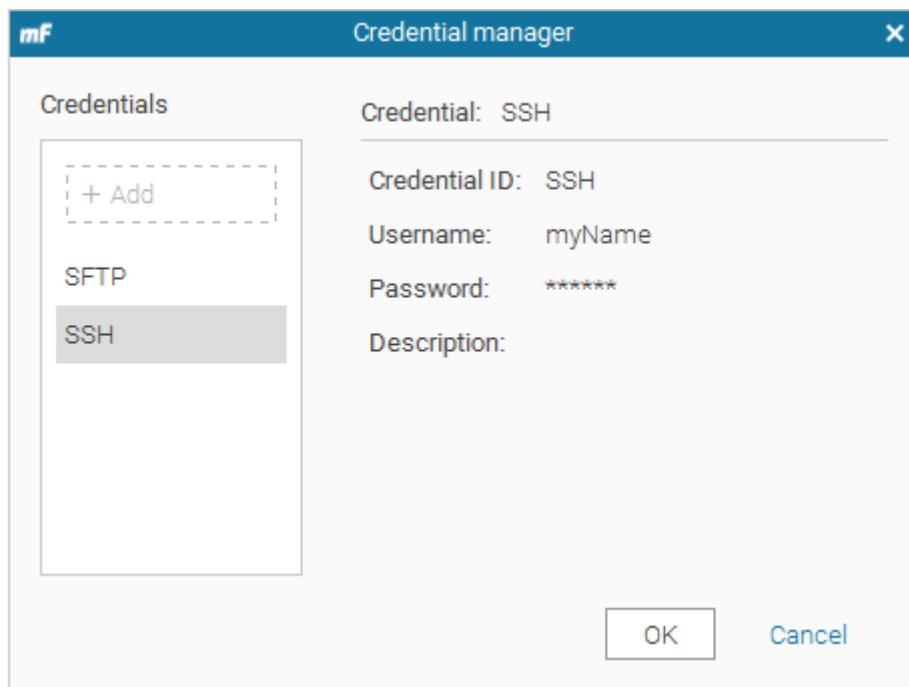 mF Credential manager
Credentials
+ Add
SFTP
SSH
Credential: SSH
Credential ID: SSH
Username: myName
Password: ******
Description:
OK Cancel